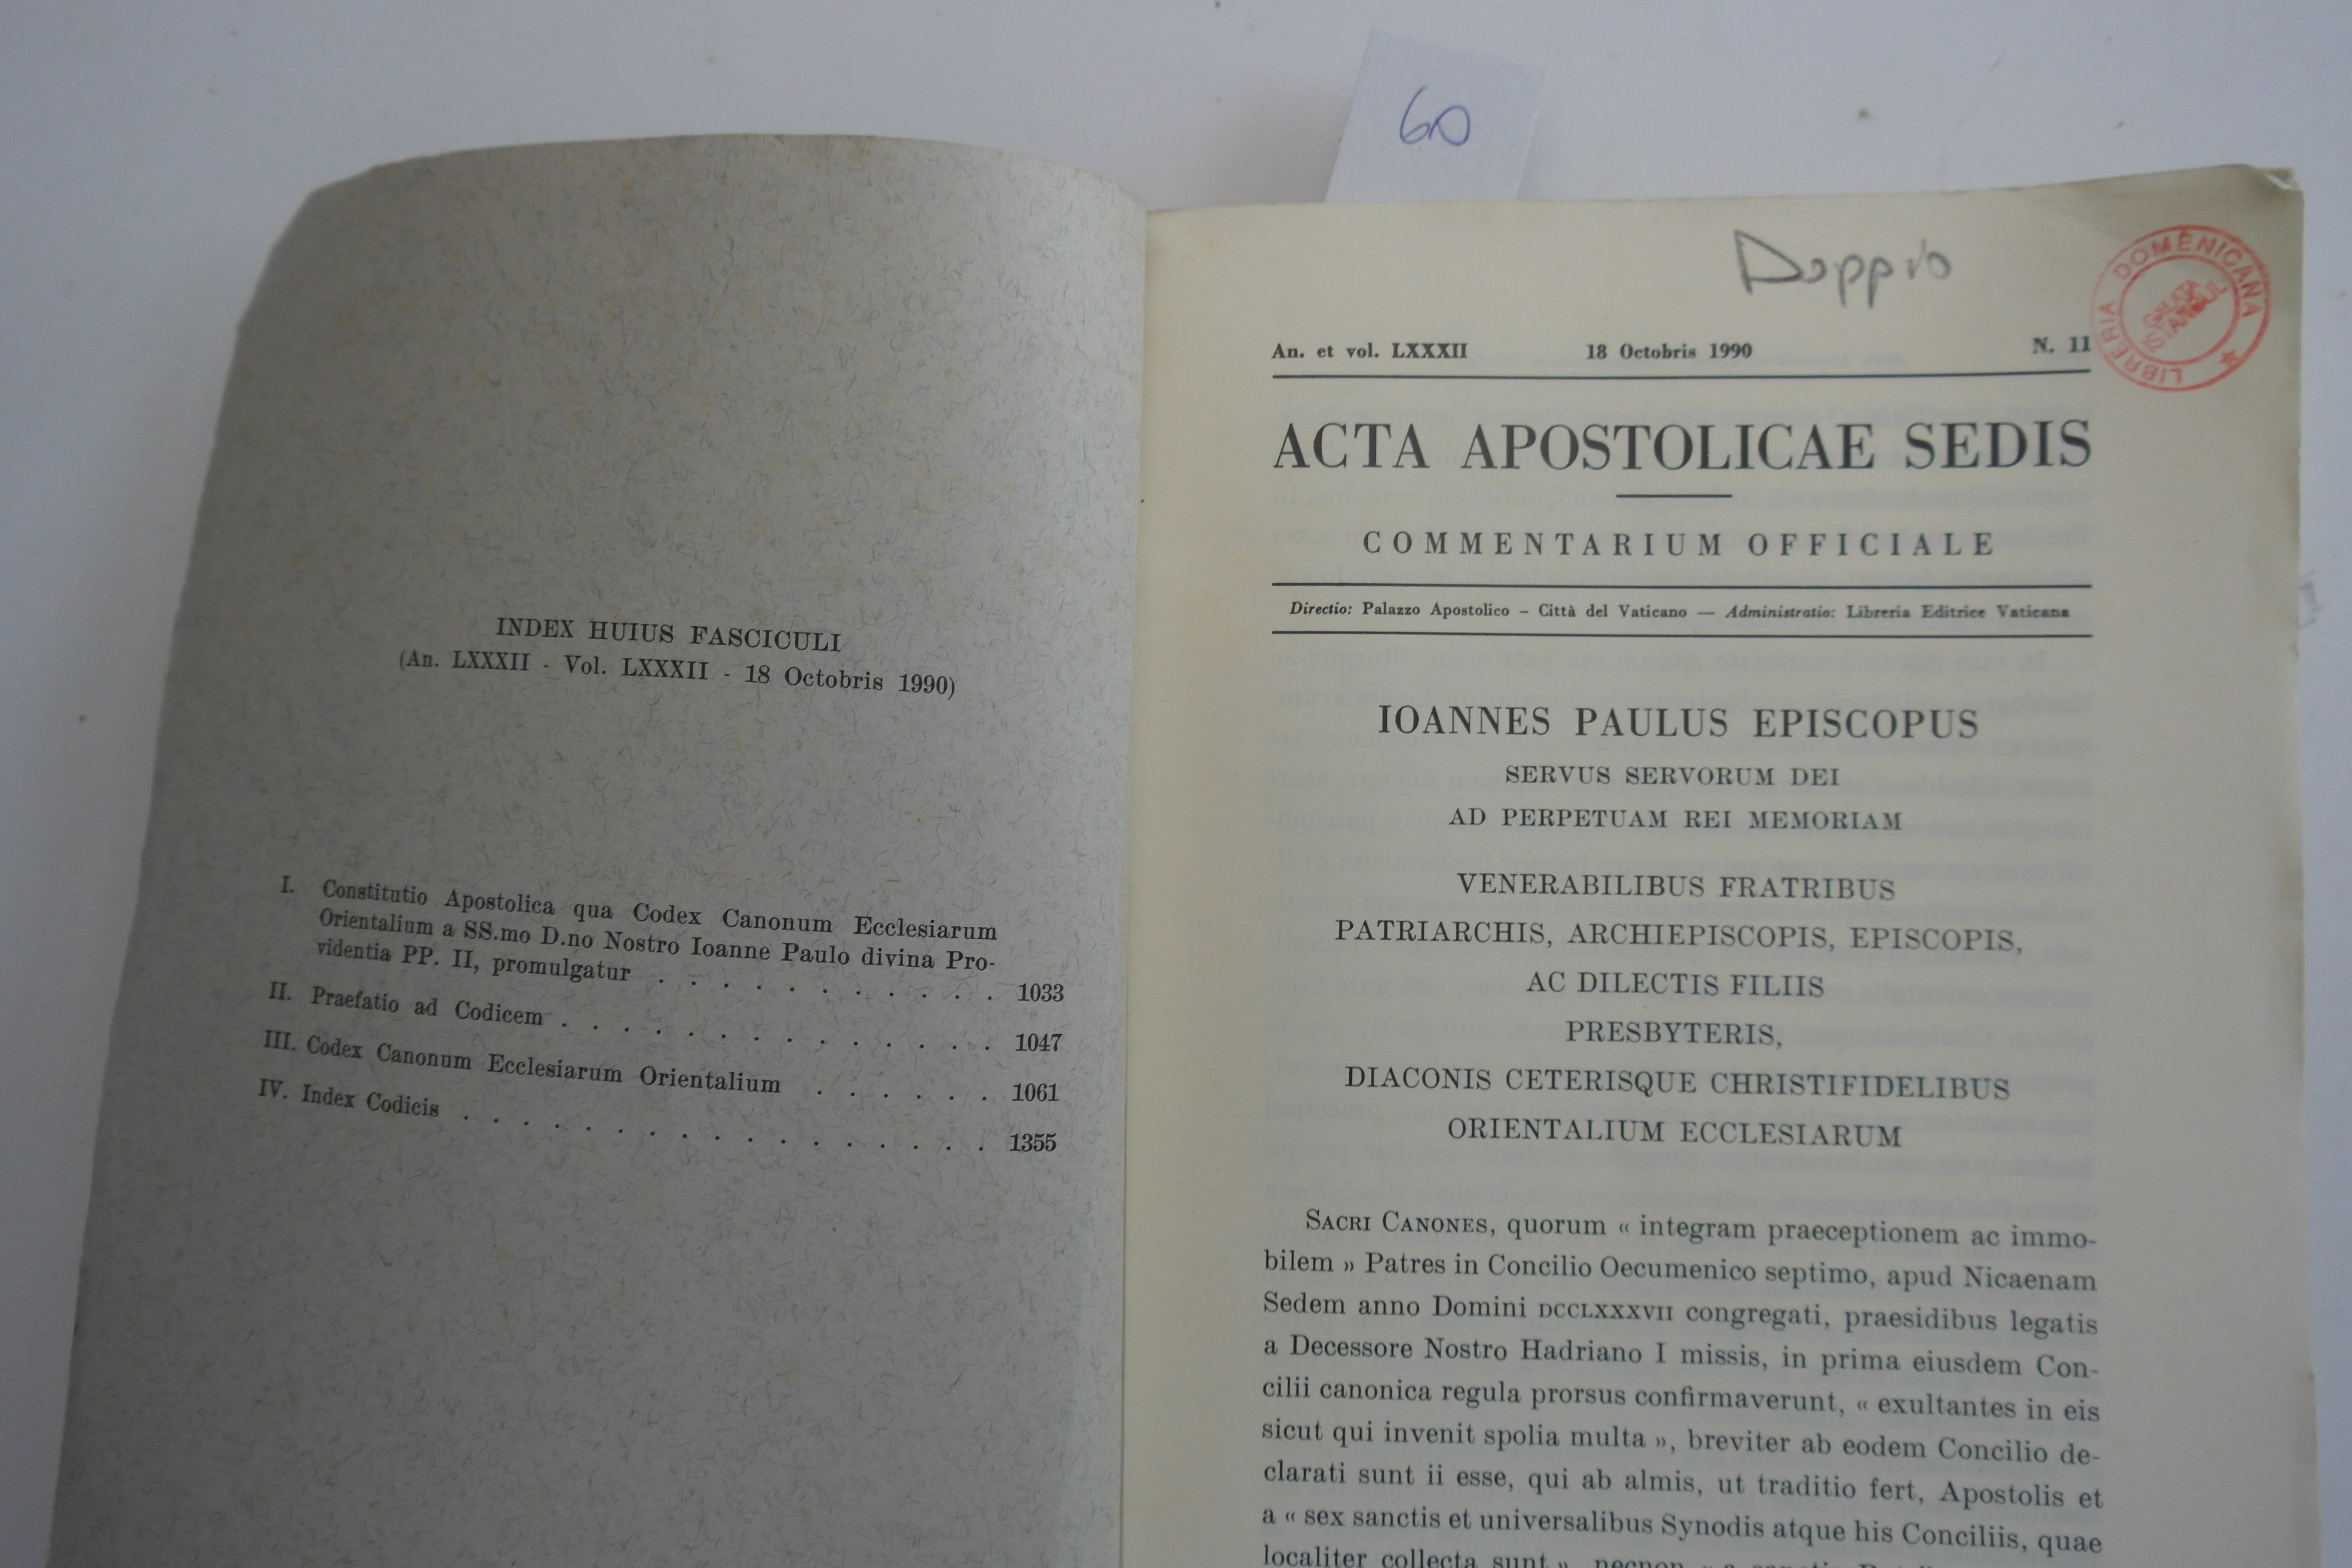 60
INDEX HUIUS FASCICULI
(An. LXXXII - Vol. LXXXII - 18 Octobris 1990)
I. Constitutio Apostolica qua Codex Canonum Ecclesiarum
Orientalium a SS.mo D.no Nostro Ioanne Paulo divina Pro-
videntia PP. II, promulgatur . . . . . . . . . . . 1033
II. Praefatio ad Codicem . . . . . . . . . . . . . . 1047
III. Codex Canonum Ecclesiarum Orientalium . . . . . . 1061
IV. Index Codicis . . . . . . . . . . . . . . . . . 1355
Doppio
LIBRERIA DOMENICANA
GALATA
ISTANBUL
An. et vol. LXXXII 18 Octobris 1990 N. 11
ACTA APOSTOLICAE SEDIS
COMMENTARIUM OFFICIALE
Directio: Palazzo Apostolico – Città del Vaticano — Administratio: Libreria Editrice Vaticana
IOANNES PAULUS EPISCOPUS
SERVUS SERVORUM DEI
AD PERPETUAM REI MEMORIAM
VENERABILIBUS FRATRIBUS
PATRIARCHIS, ARCHIEPISCOPIS, EPISCOPIS,
AC DILECTIS FILIIS
PRESBYTERIS,
DIACONIS CETERISQUE CHRISTIFIDELIBUS
ORIENTALIUM ECCLESIARUM
SACRI CANONES, quorum « integram praeceptionem ac immo-
bilem » Patres in Concilio Oecumenico septimo, apud Nicaenam
Sedem anno Domini DCCLXXXVII congregati, praesidibus legatis
a Decessore Nostro Hadriano I missis, in prima eiusdem Con-
cilii canonica regula prorsus confirmaverunt, « exultantes in eis
sicut qui invenit spolia multa », breviter ab eodem Concilio de-
clarati sunt ii esse, qui ab almis, ut traditio fert, Apostolis et
a « sex sanctis et universalibus Synodis atque his Conciliis, quae
localiter collecta sunt », necnon